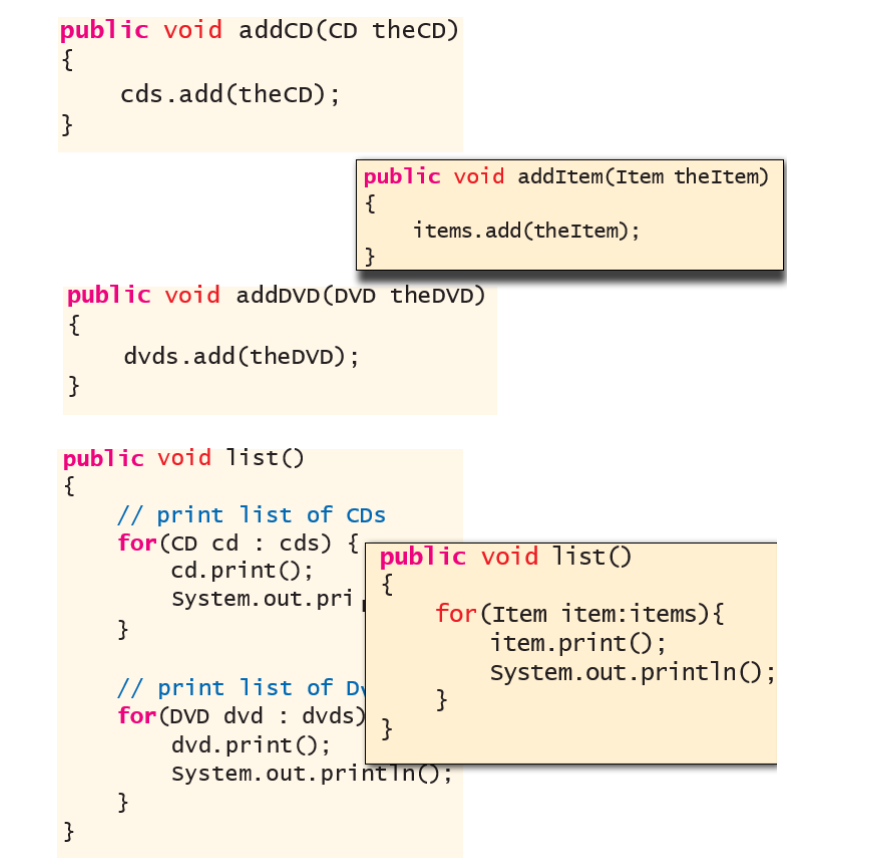 public void addCD(CD theCD)
{
cds.add(theCD);
}
public void addItem(Item theItem)
{
items.add(theItem);
}
public void addDVD(DVD theDVD)
{
dvds.add(theDVD);
}
public void list()
{
// print list of CDs
for(CD cd : cds) {
cd.print();
System.out.pri
}
// print list of
for(DVD dvd : dvds)
dvd.print();
System.out.println();
}
}
public void list()
{
for(Item item:items){
item.print();
System.out.println();
}
}